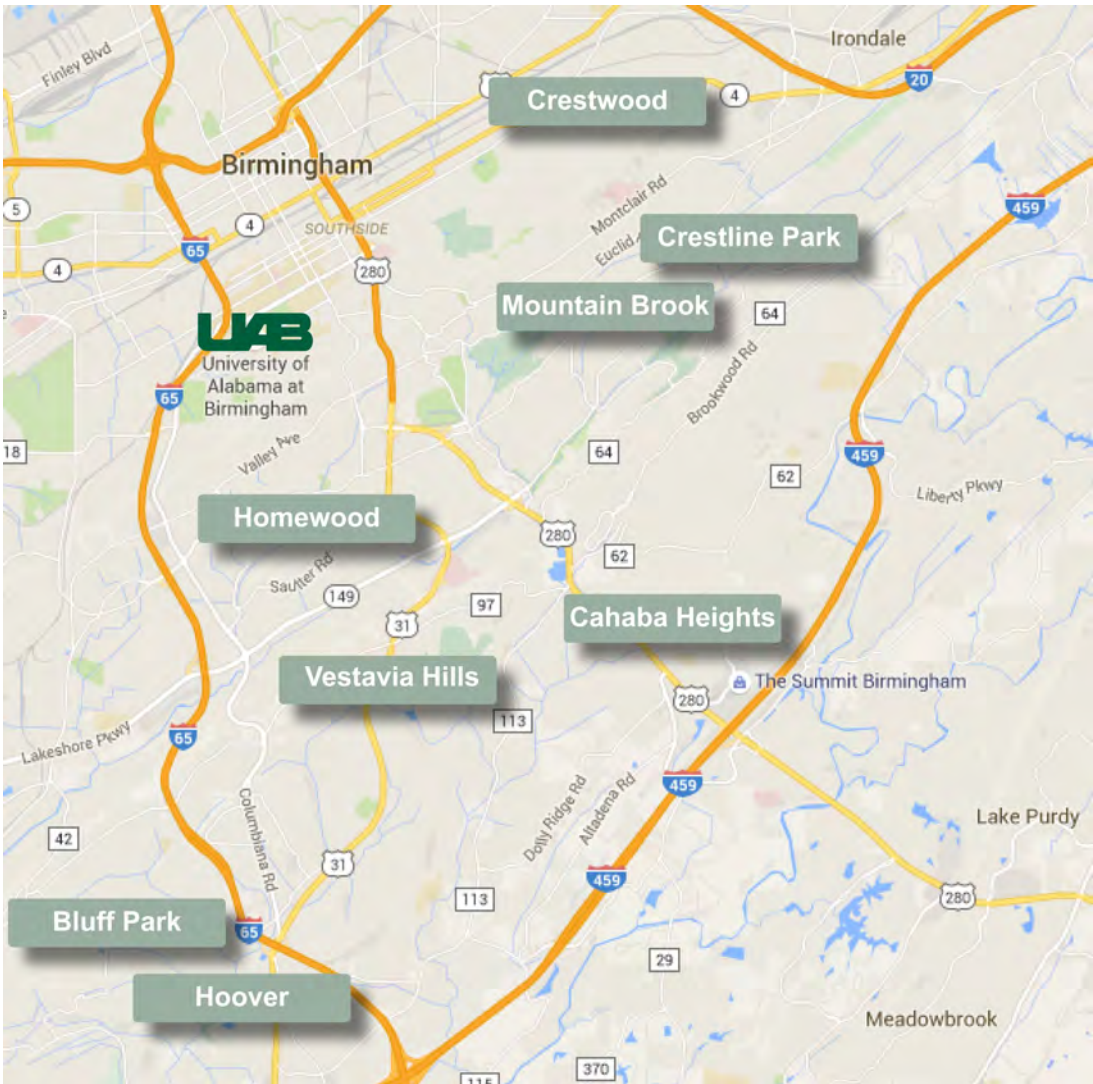 Irondale
Finley Blvd
20
Crestwood
4
Birmingham
Montclair Rd
5
459
4
SOUTHSIDE
Euclid
Crestline Park
65
4
280
Mountain Brook
64
UAB
University of
Alabama at
Birmingham
65
Brookwood Rd
Valley Ave
18
64
459
62
Liberty Pkwy
Homewood
280
62
Sautter Rd
149
97
31
Cahaba Heights
Vestavia Hills
The Summit Birmingham
280
113
Lakeshore Pkwy
65
459
Columbiana Rd
Dolly Ridge Rd
Altadena Rd
Lake Purdy
42
31
459
113
280
Bluff Park
65
29
Hoover
Meadowbrook
370
115